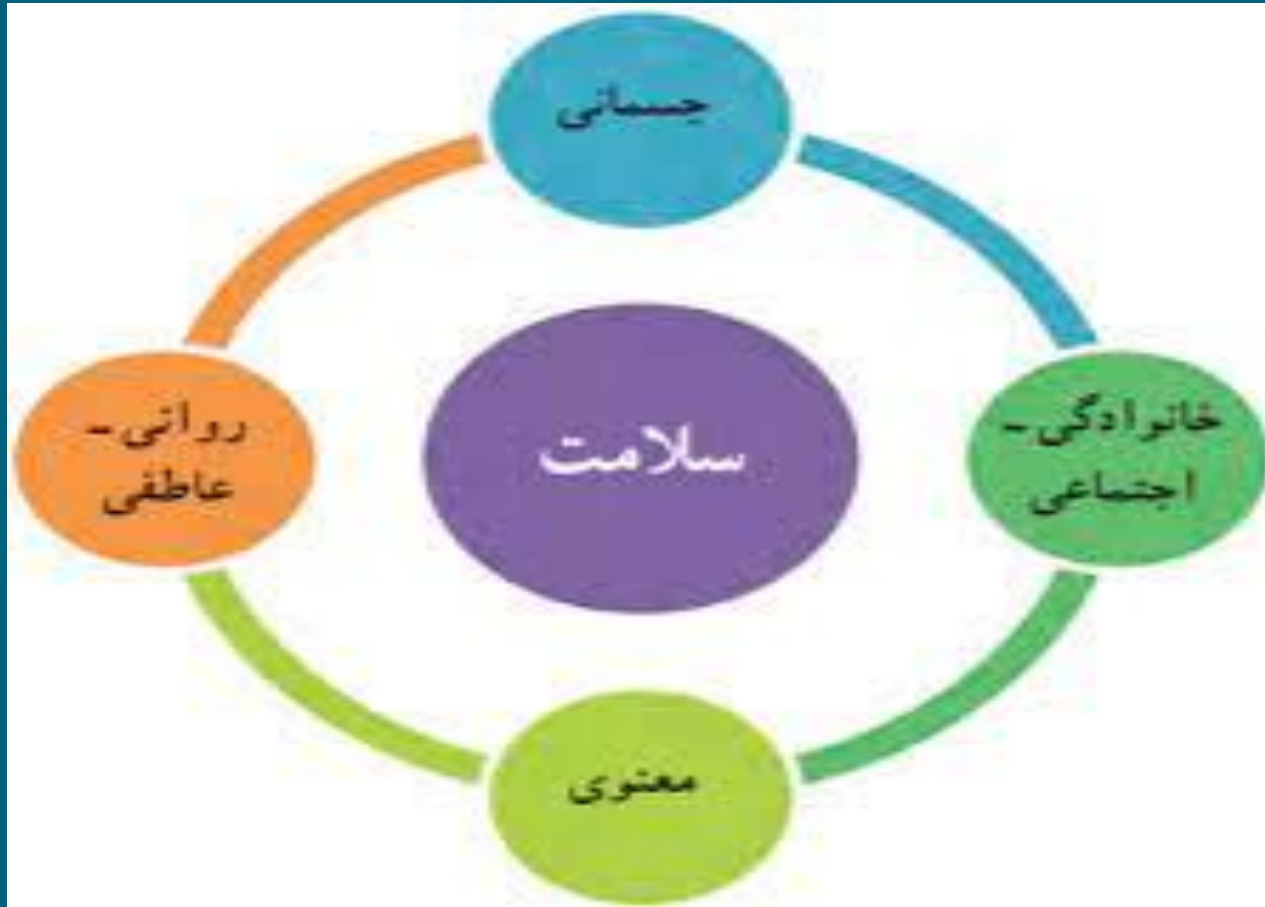 جسمانی
خانوادگی-
اجتماعی
سلامت
روانی-
عاطفی
معنوی